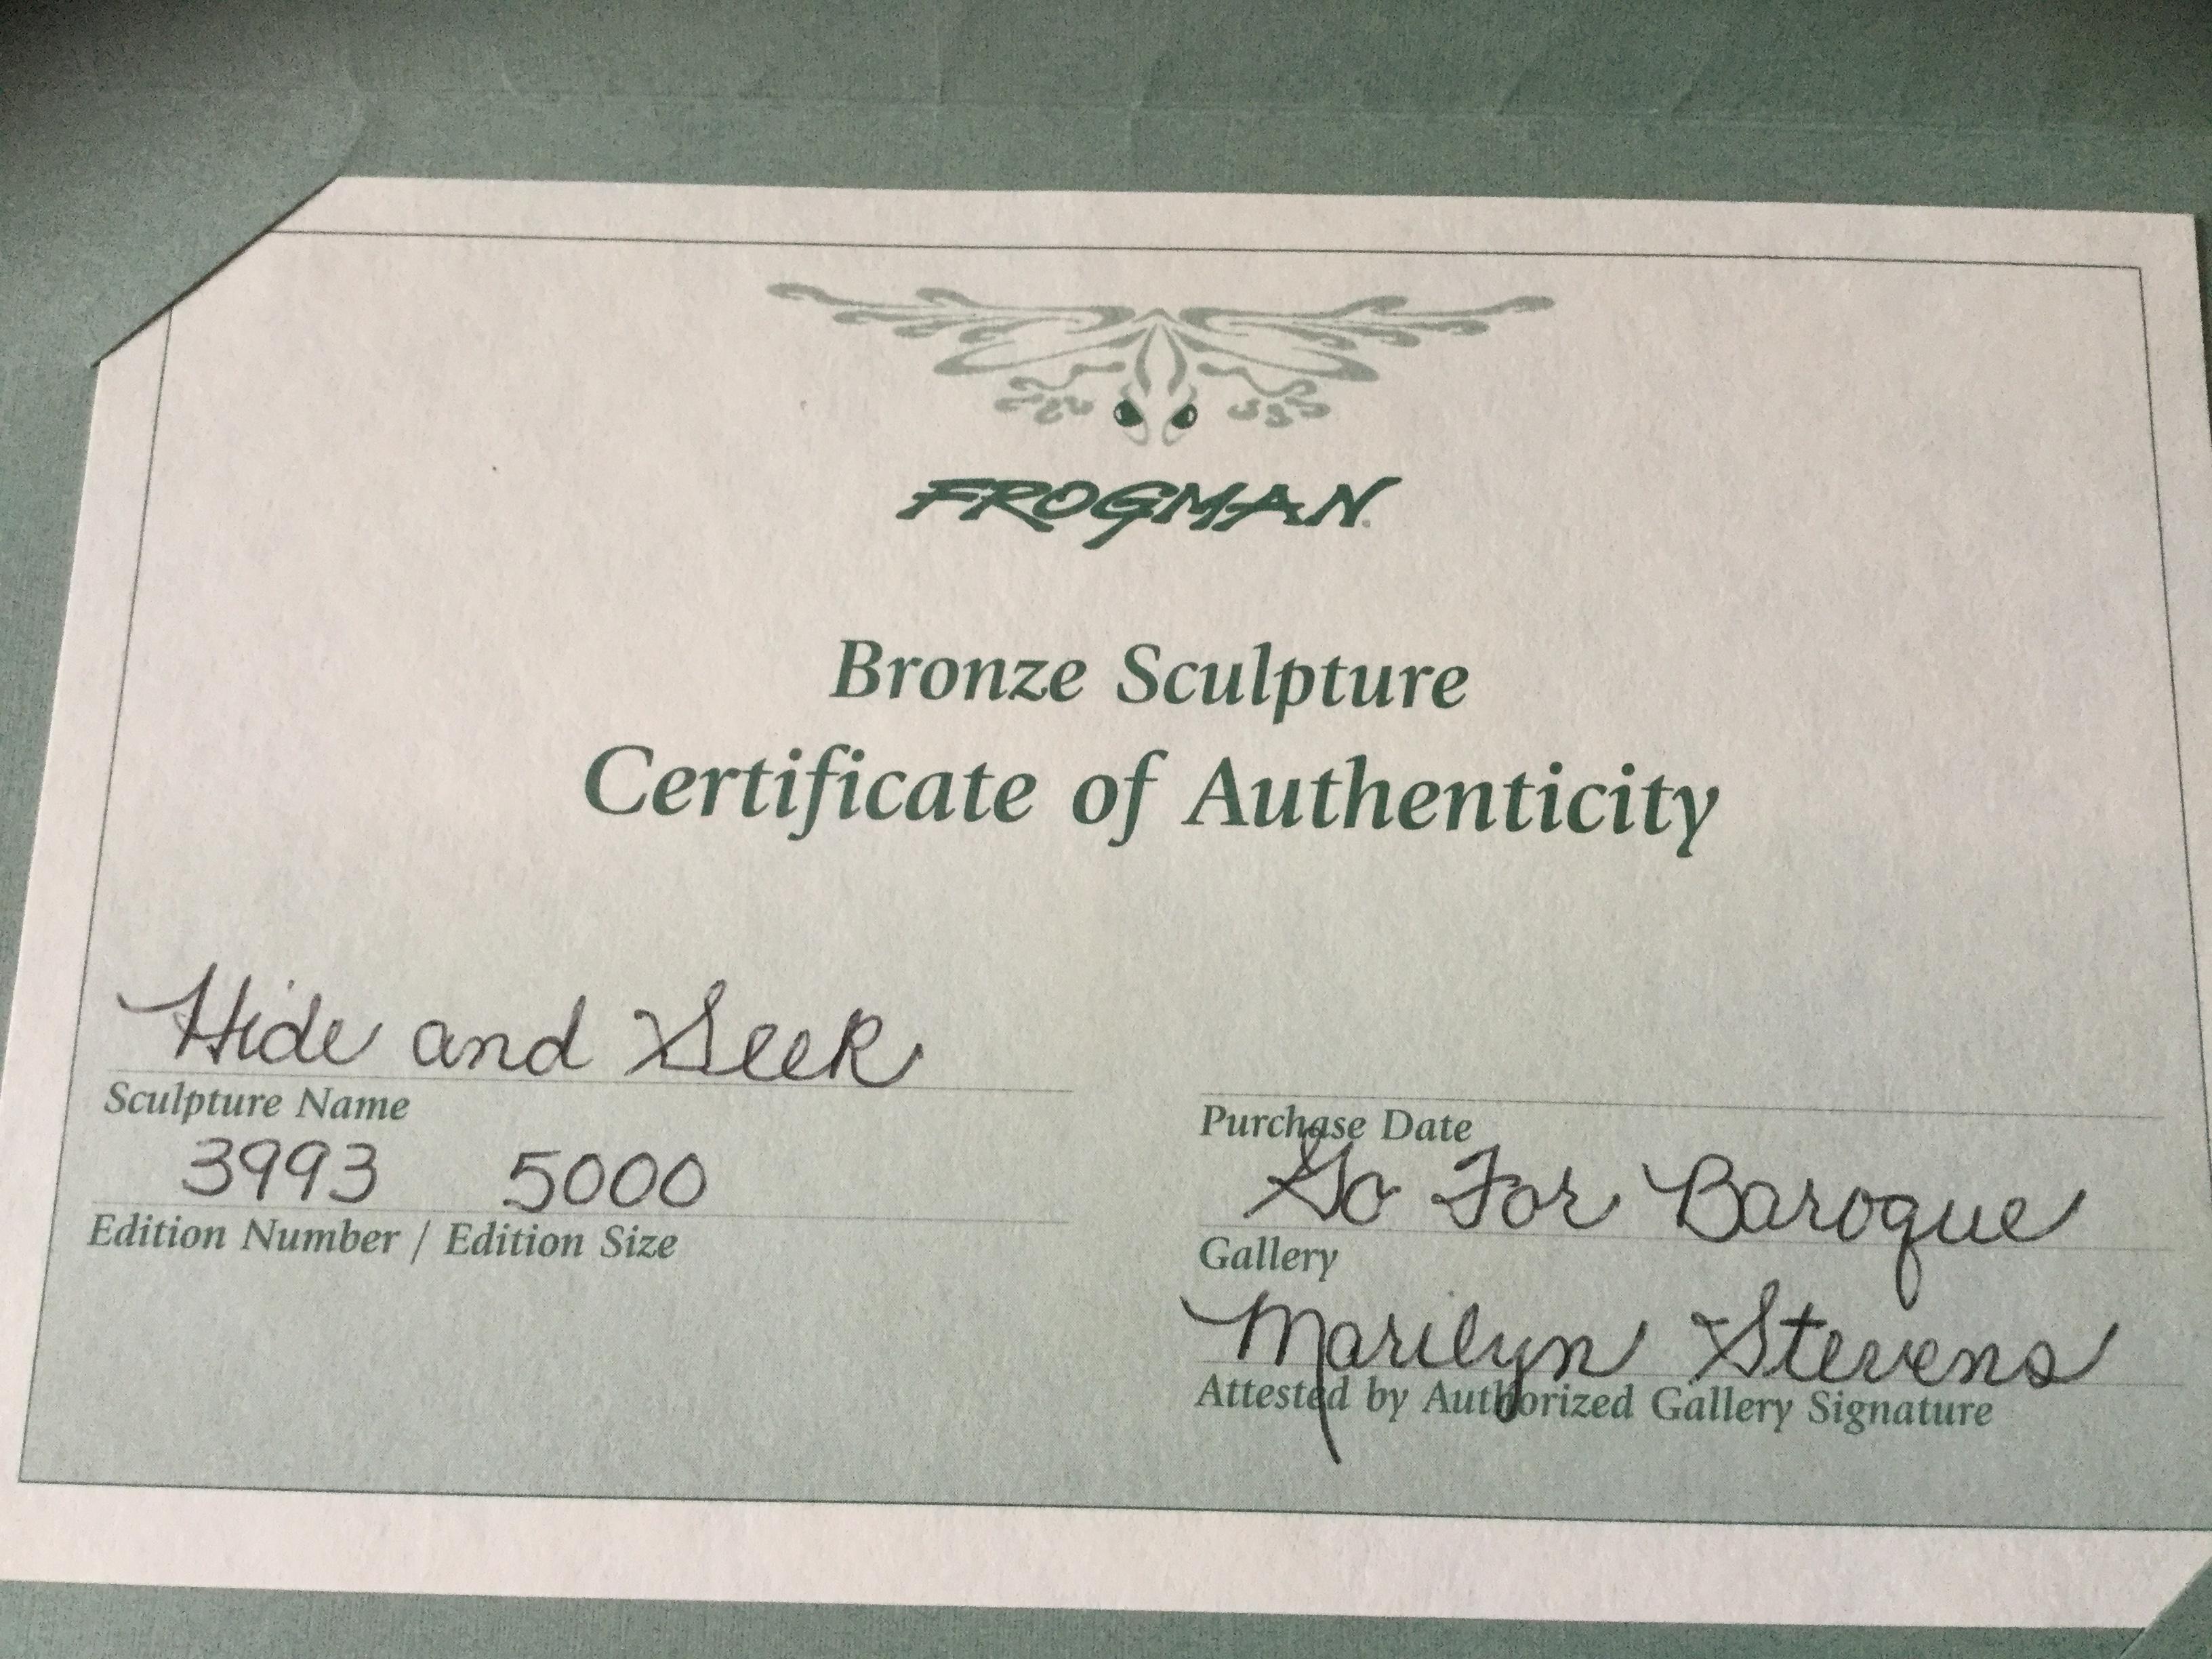 FROGMAN
Bronze Sculpture
Certificate of Authenticity
Hide and Seek
Sculpture Name
3993 5000
Edition Number / Edition Size
Purchase Date
Go For Baroque
Gallery
Marilyn Stevens
Attested by Authorized Gallery Signature